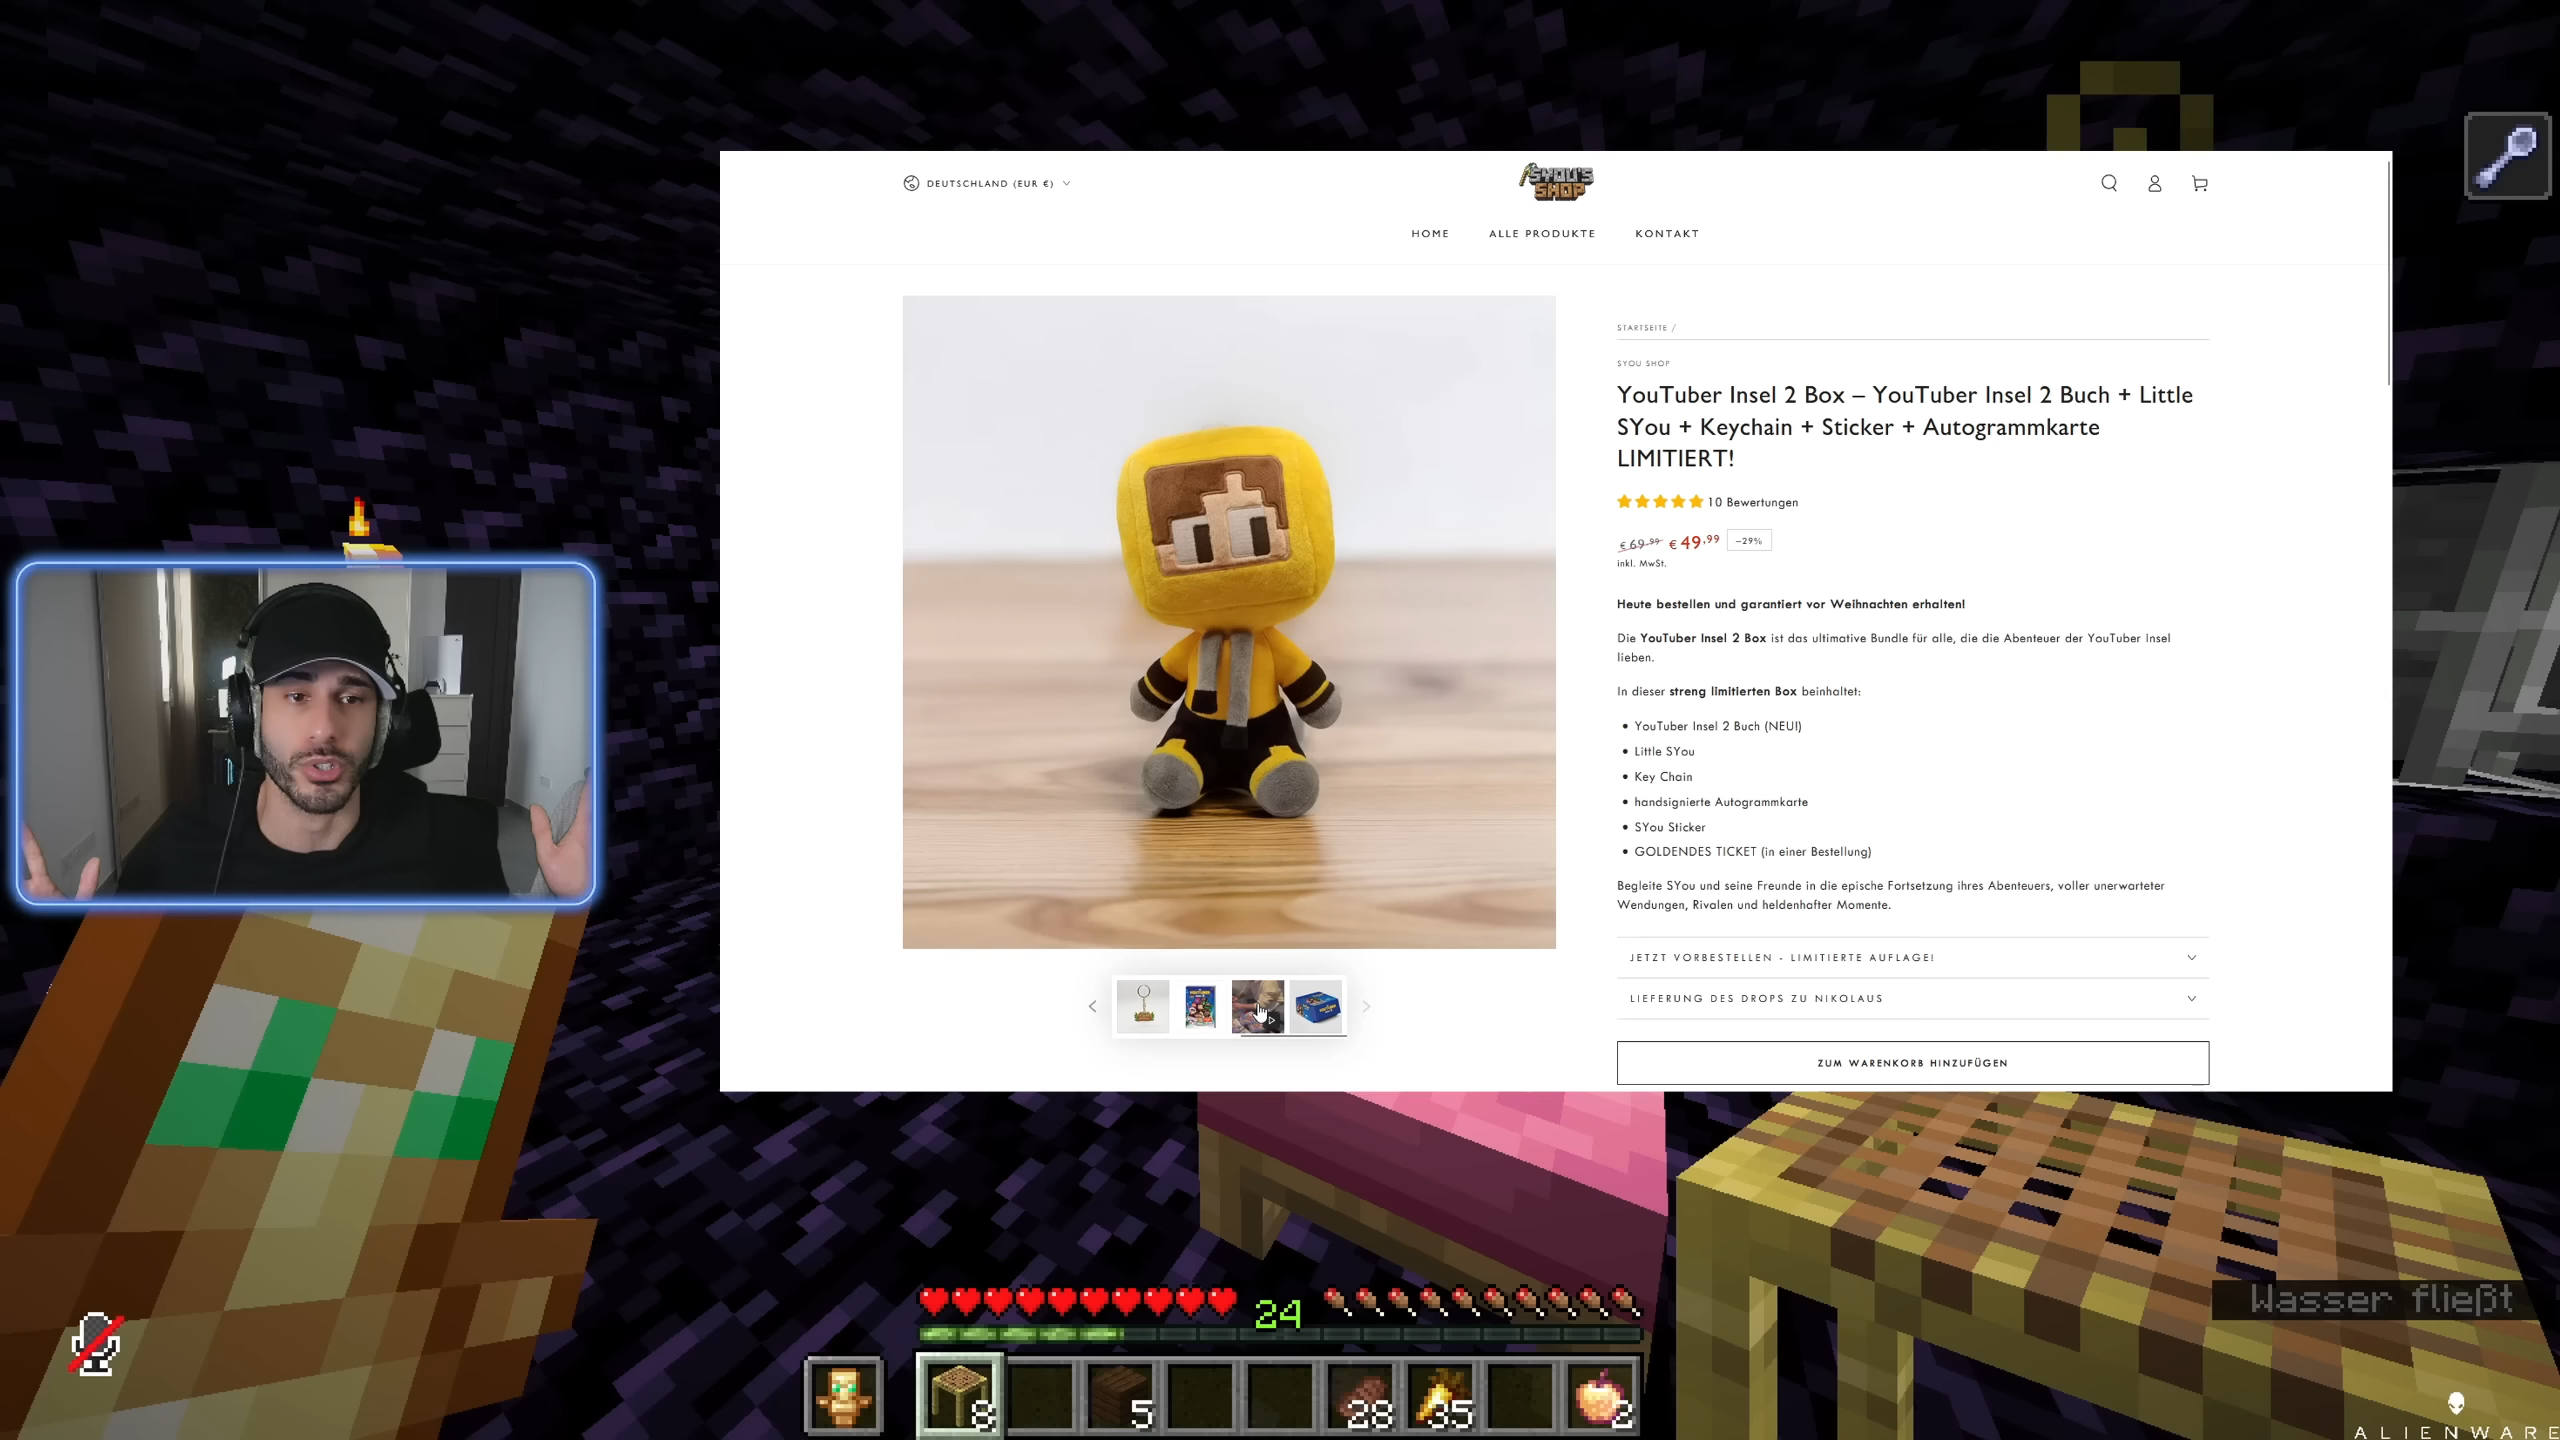 DEUTSCHLAND (EUR €)
SYOU'S
SHOP
HOME
ALLE PRODUKTE
KONTAKT
STARTSEITE /
SYOU SHOP
YouTuber Insel 2 Box – YouTuber Insel 2 Buch + Little
SYou + Keychain + Sticker + Autogrammkarte
LIMITIERT!
10 Bewertungen
€ 69,99 € 49,99 −29%
inkl. MwSt.
Heute bestellen und garantiert vor Weihnachten erhalten!
Die YouTuber Insel 2 Box ist das ultimative Bundle für alle, die die Abenteuer der YouTuber Insel
lieben.
In dieser streng limitierten Box beinhaltet:
• YouTuber Insel 2 Buch (NEU!)
• Little SYou
• Key Chain
• handsignierte Autogrammkarte
• SYou Sticker
• GOLDENDES TICKET (in einer Bestellung)
Begleite SYou und seine Freunde in die epische Fortsetzung ihres Abenteuers, voller unerwarteter
Wendungen, Rivalen und heldenhafter Momente.
JETZT VORBESTELLEN - LIMITIERTE AUFLAGE!
LIEFERUNG DES DROPS ZU NIKOLAUS
ZUM WARENKORB HINZUFÜGEN
24
Wasser fließt
8
5
28
35
2
ALIENWARE